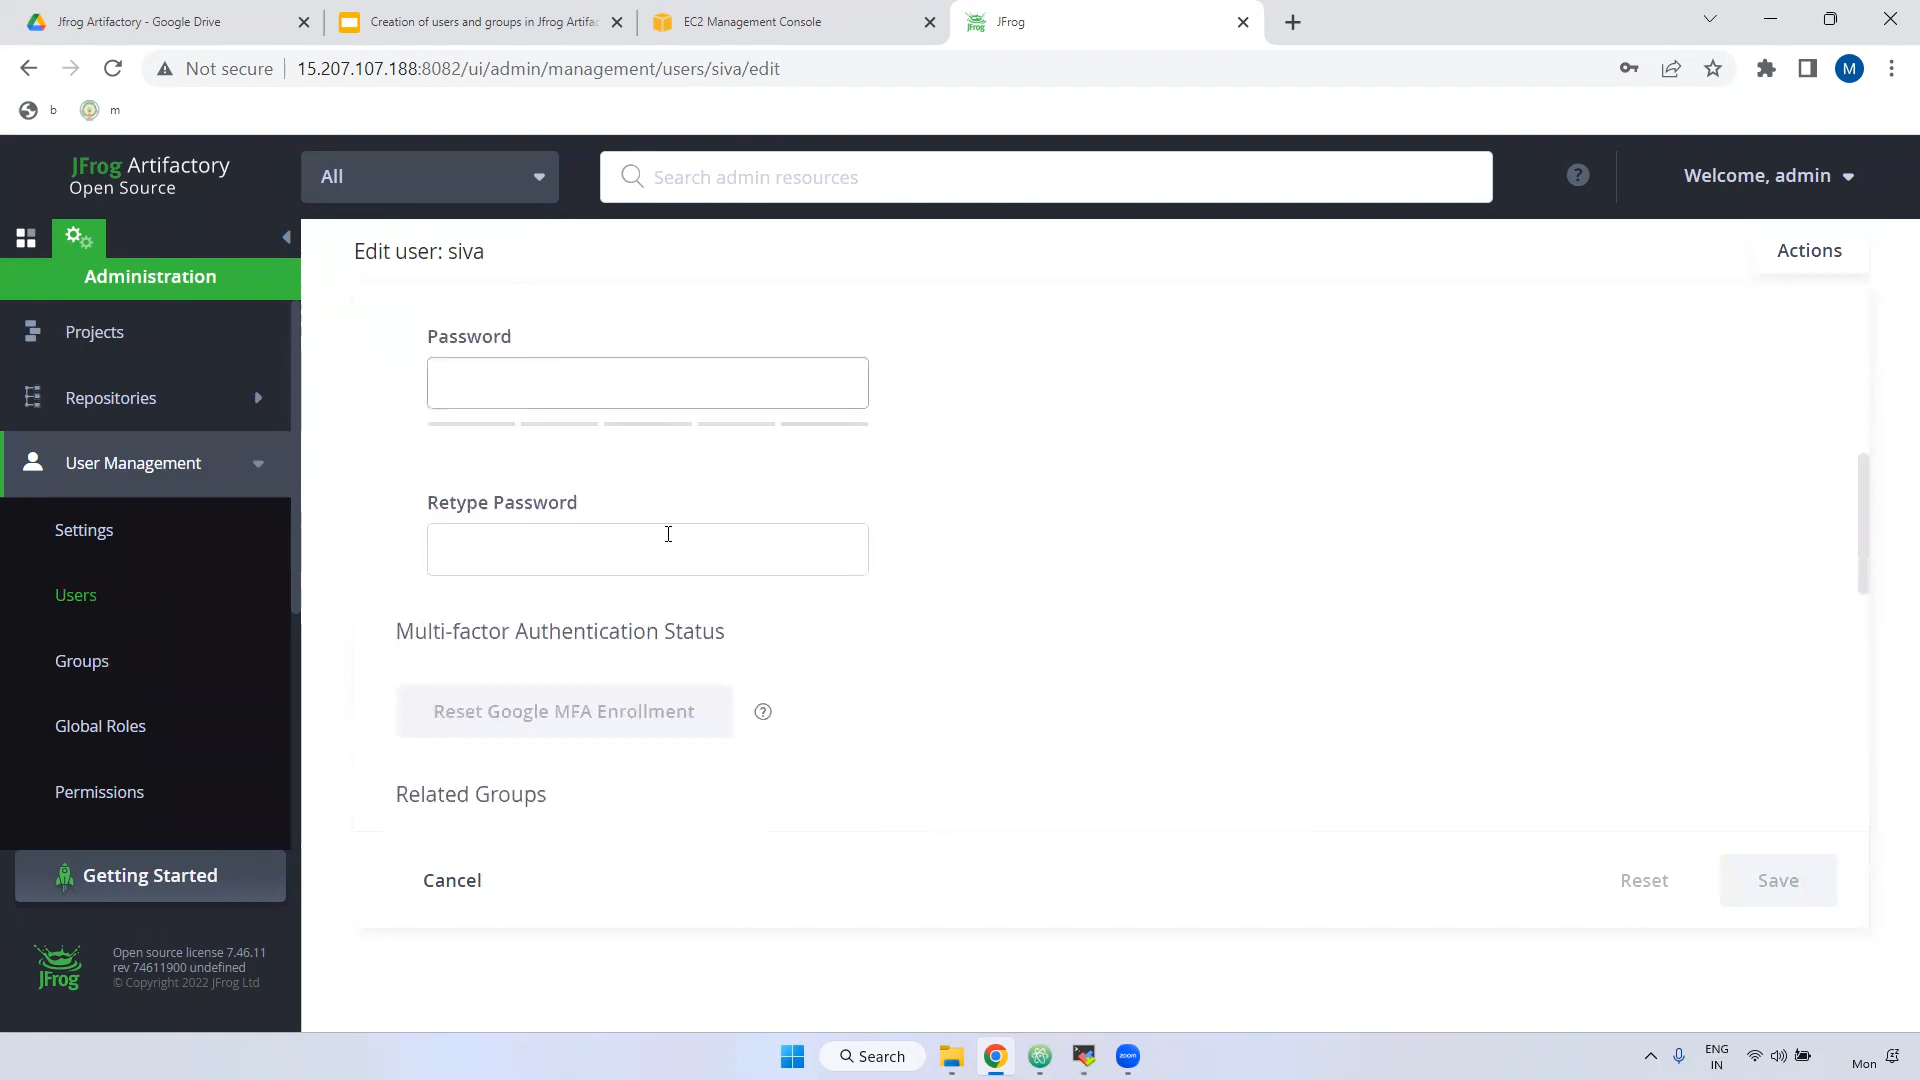 Jfrog Artifactory - Google Drive
Creation of users and groups in Jfrog Artifac
EC2 Management Console
JFrog
Not secure
15.207.107.188:8082/ui/admin/management/users/siva/edit
M
b
m
JFrog Artifactory
Open Source
All
Search admin resources
?
Welcome, admin
Administration
Projects
Repositories
User Management
Settings
Users
Groups
Global Roles
Permissions
Getting Started
JFrog
Open source license 7.46.11
rev 74611900 undefined
© Copyright 2022 JFrog Ltd
Edit user: siva
Actions
Password
Retype Password
Multi-factor Authentication Status
Reset Google MFA Enrollment
?
Related Groups
Cancel
Reset
Save
Search
zoom
ENG
IN
Mon